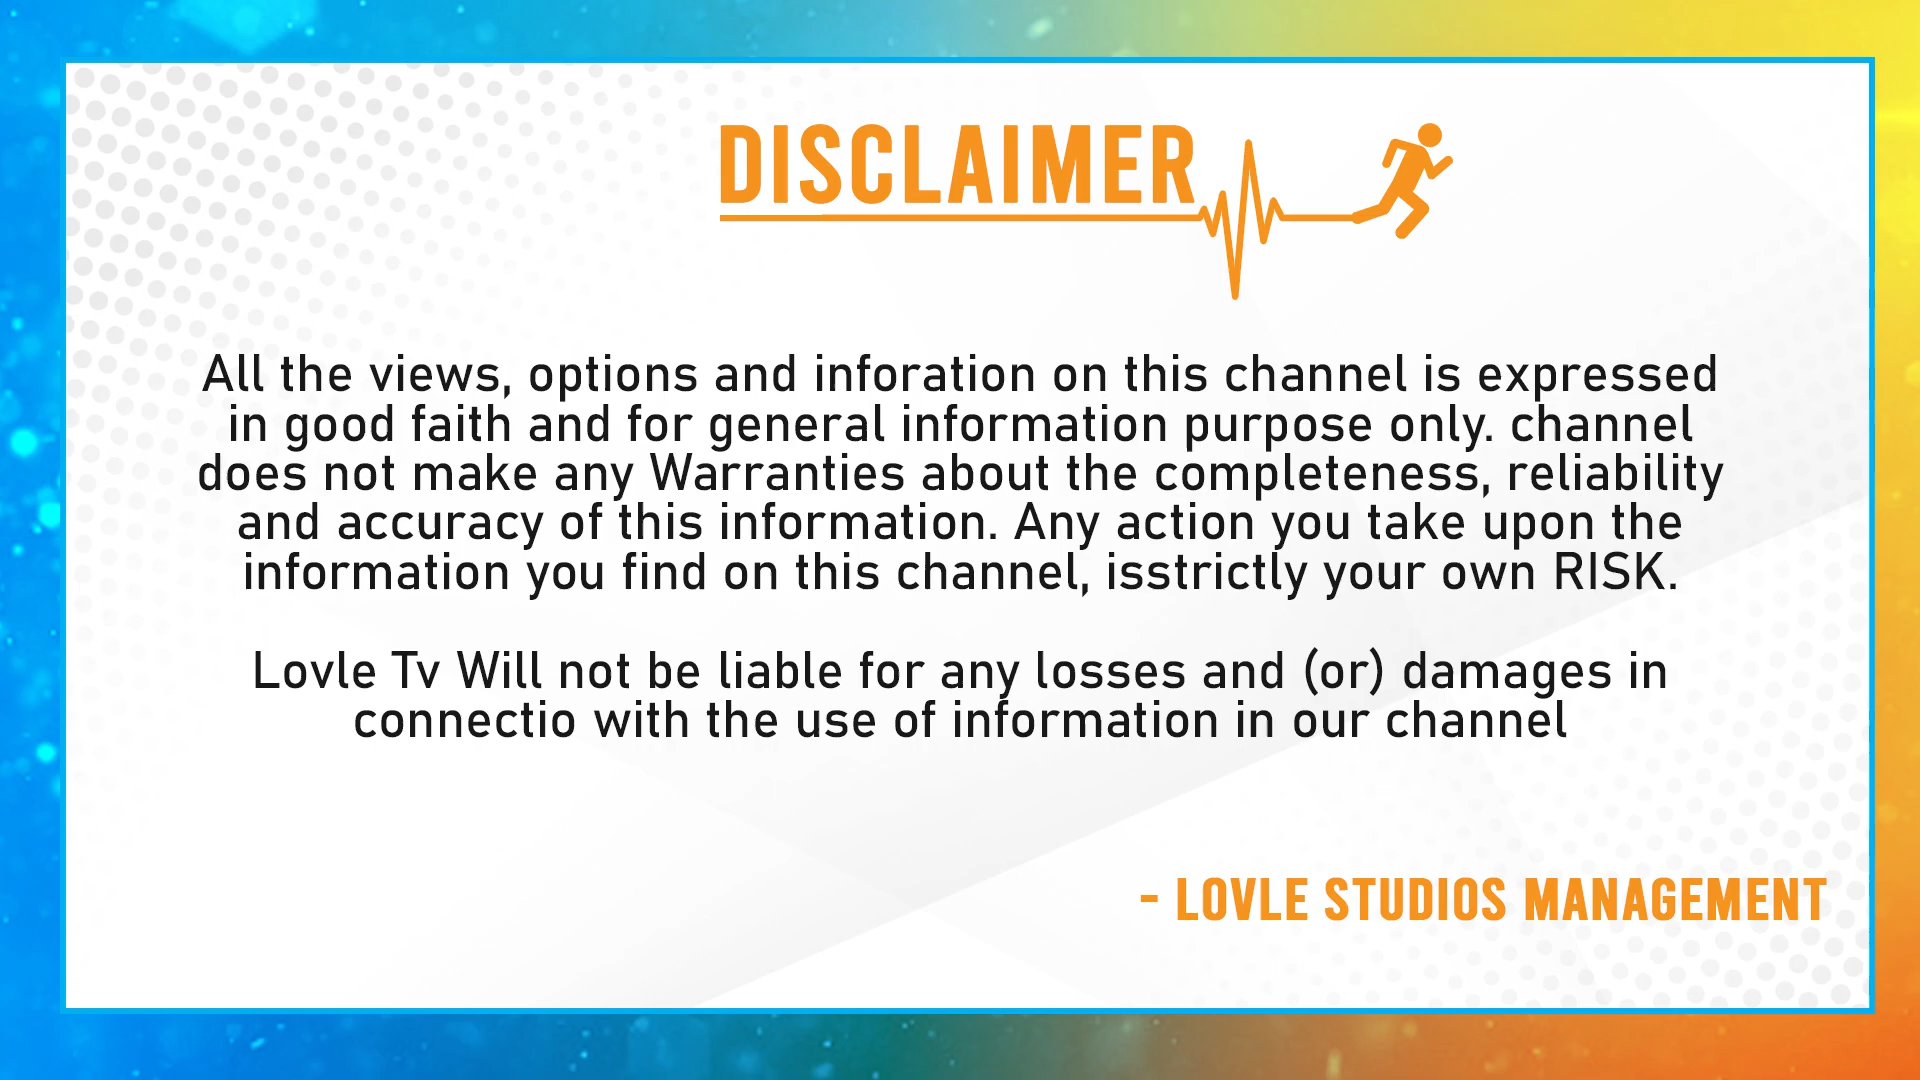 DISCLAIMER
All the views, options and inforation on this channel is expressed
in good faith and for general information purpose only. channel
does not make any Warranties about the completeness, reliability
and accuracy of this information. Any action you take upon the
information you find on this channel, isstrictly your own RISK.
Lovle Tv Will not be liable for any losses and (or) damages in
connectio with the use of information in our channel
- LOVLE STUDIOS MANAGEMENT